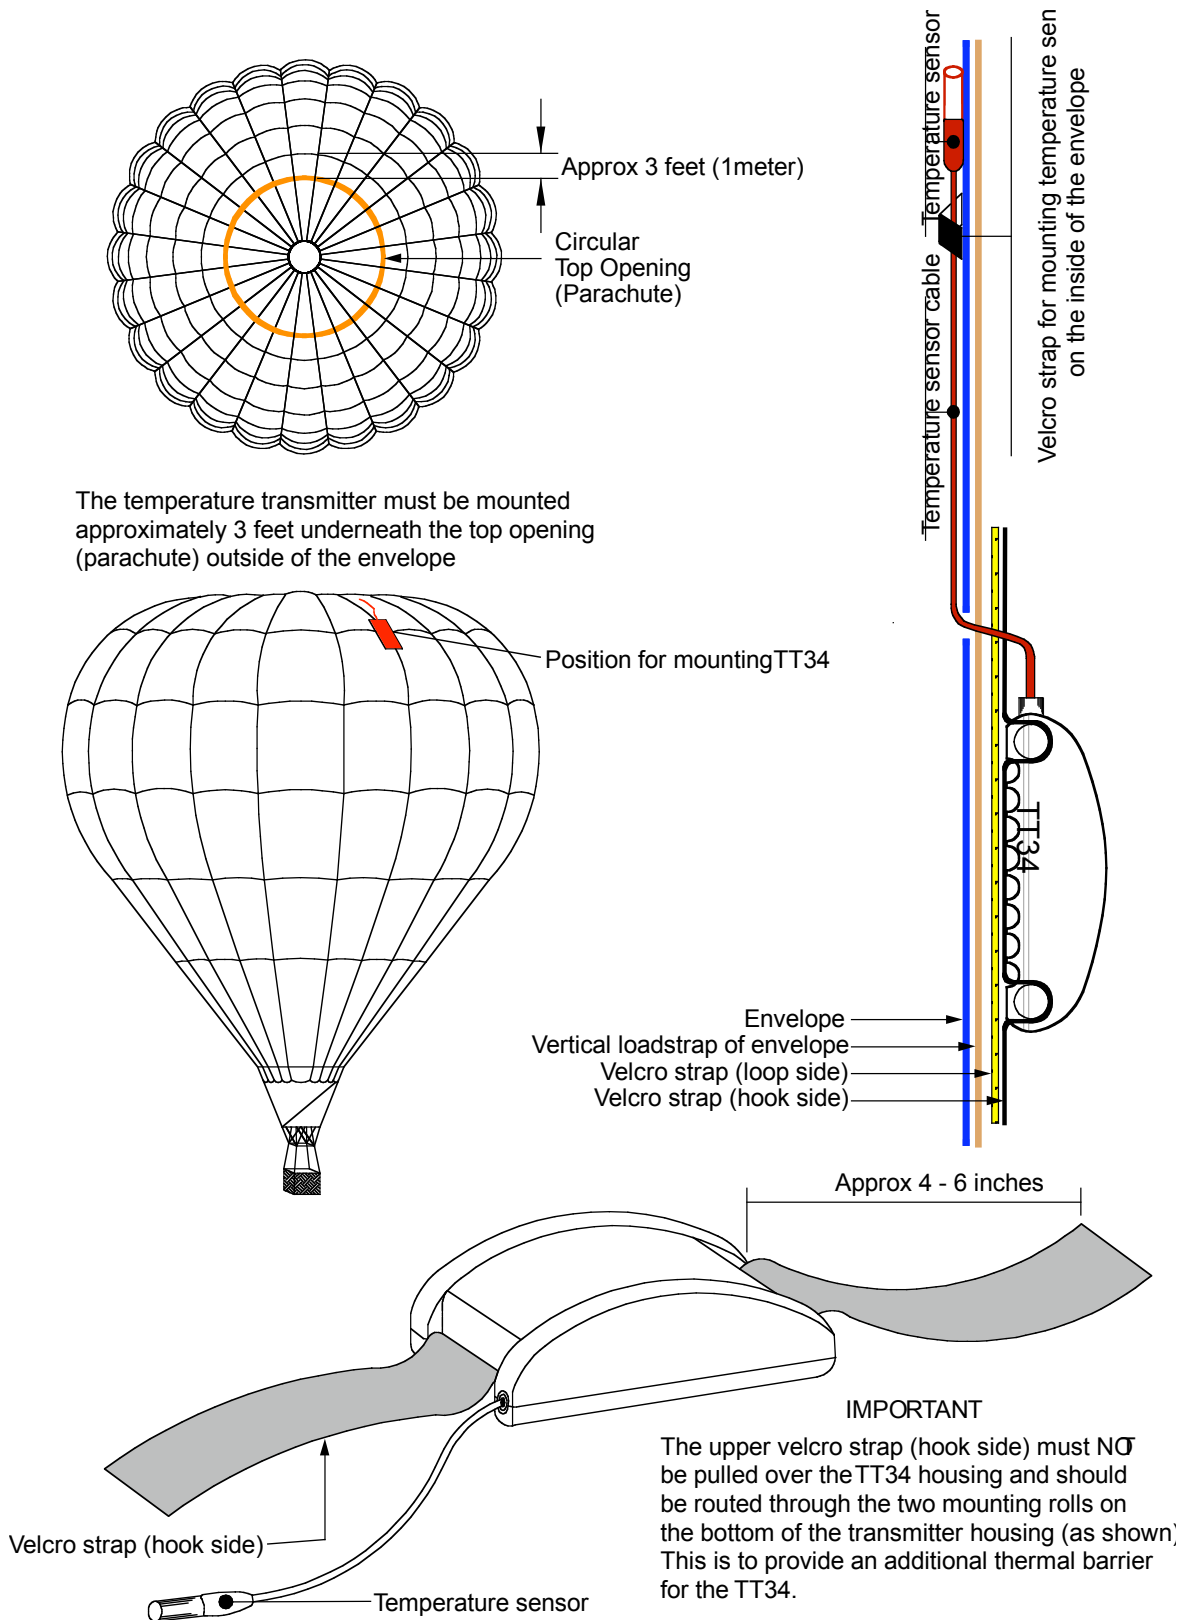 Approx 3 feet (1meter)
Circular
Top Opening
(Parachute)
The temperature transmitter must be mounted
approximately 3 feet underneath the top opening
(parachute) outside of the envelope
Position for mountingTT34
Temperature sensor
Temperature sensor cable
Velcro strap for mounting temperature sen
on the inside of the envelope
TT34
Envelope
Vertical loadstrap of envelope
Velcro strap (loop side)
Velcro strap (hook side)
Approx 4 - 6 inches
Velcro strap (hook side)
Temperature sensor
IMPORTANT
The upper velcro strap (hook side) must NOT
be pulled over the TT34 housing and should
be routed through the two mounting rolls on
the bottom of the transmitter housing (as shown)
This is to provide an additional thermal barrier
for the TT34.